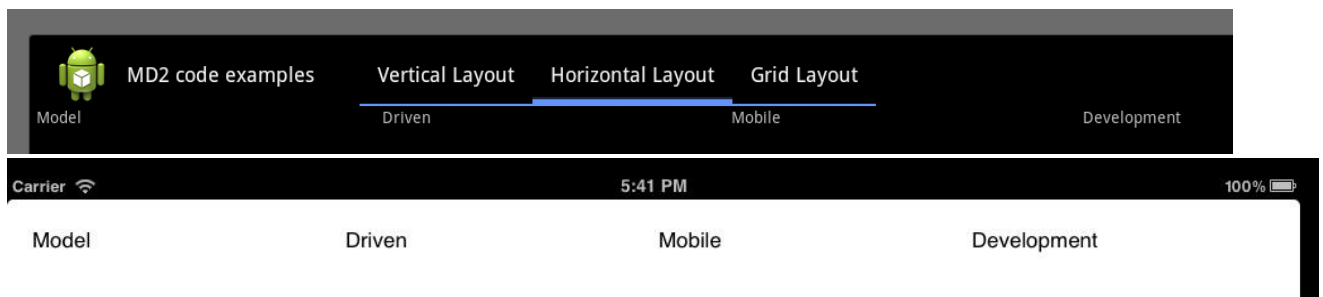 MD2 code examples Vertical Layout Horizontal Layout Grid Layout
Model Driven Mobile Development
Carrier 5:41 PM 100%
Model Driven Mobile Development